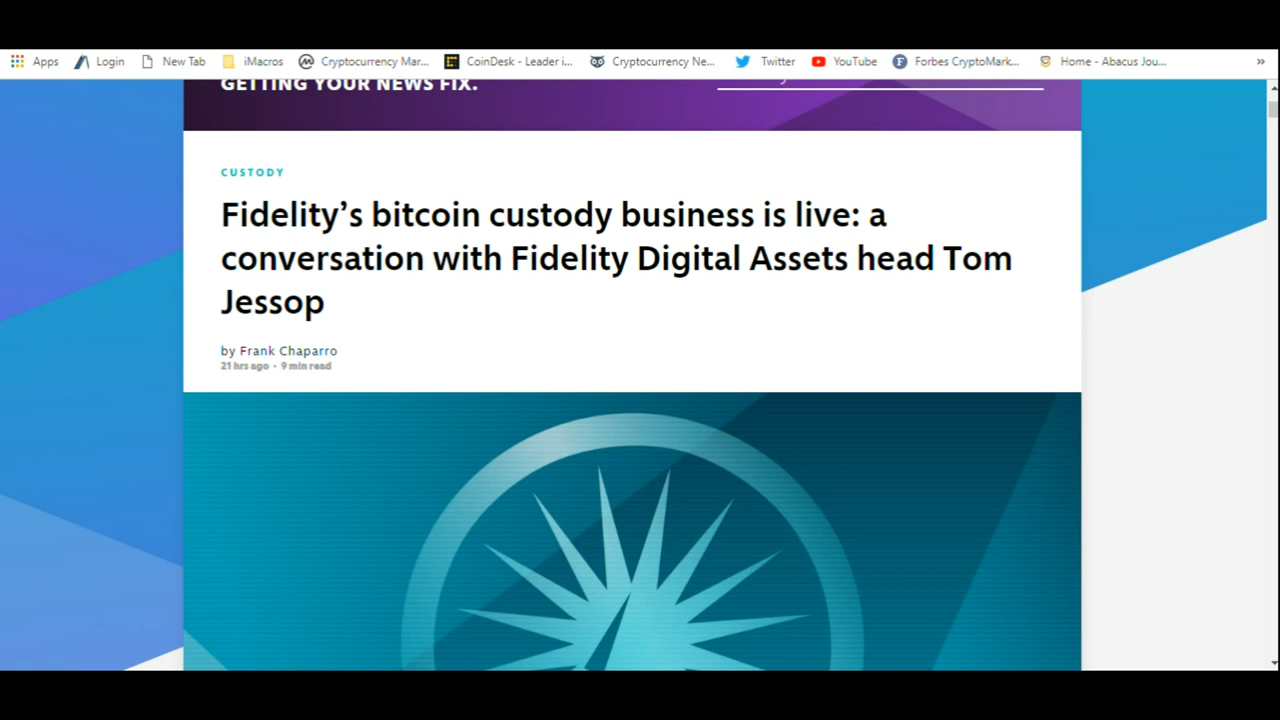 Apps Login New Tab iMacros Cryptocurrency Mar... CoinDesk - Leader i... Cryptocurrency Ne... Twitter YouTube Forbes CryptoMark... Home - Abacus Jou... »
GETTING YOUR NEWS FIX.
CUSTODY
Fidelity’s bitcoin custody business is live: a
conversation with Fidelity Digital Assets head Tom
Jessop
by Frank Chaparro
21 hrs ago · 9 min read